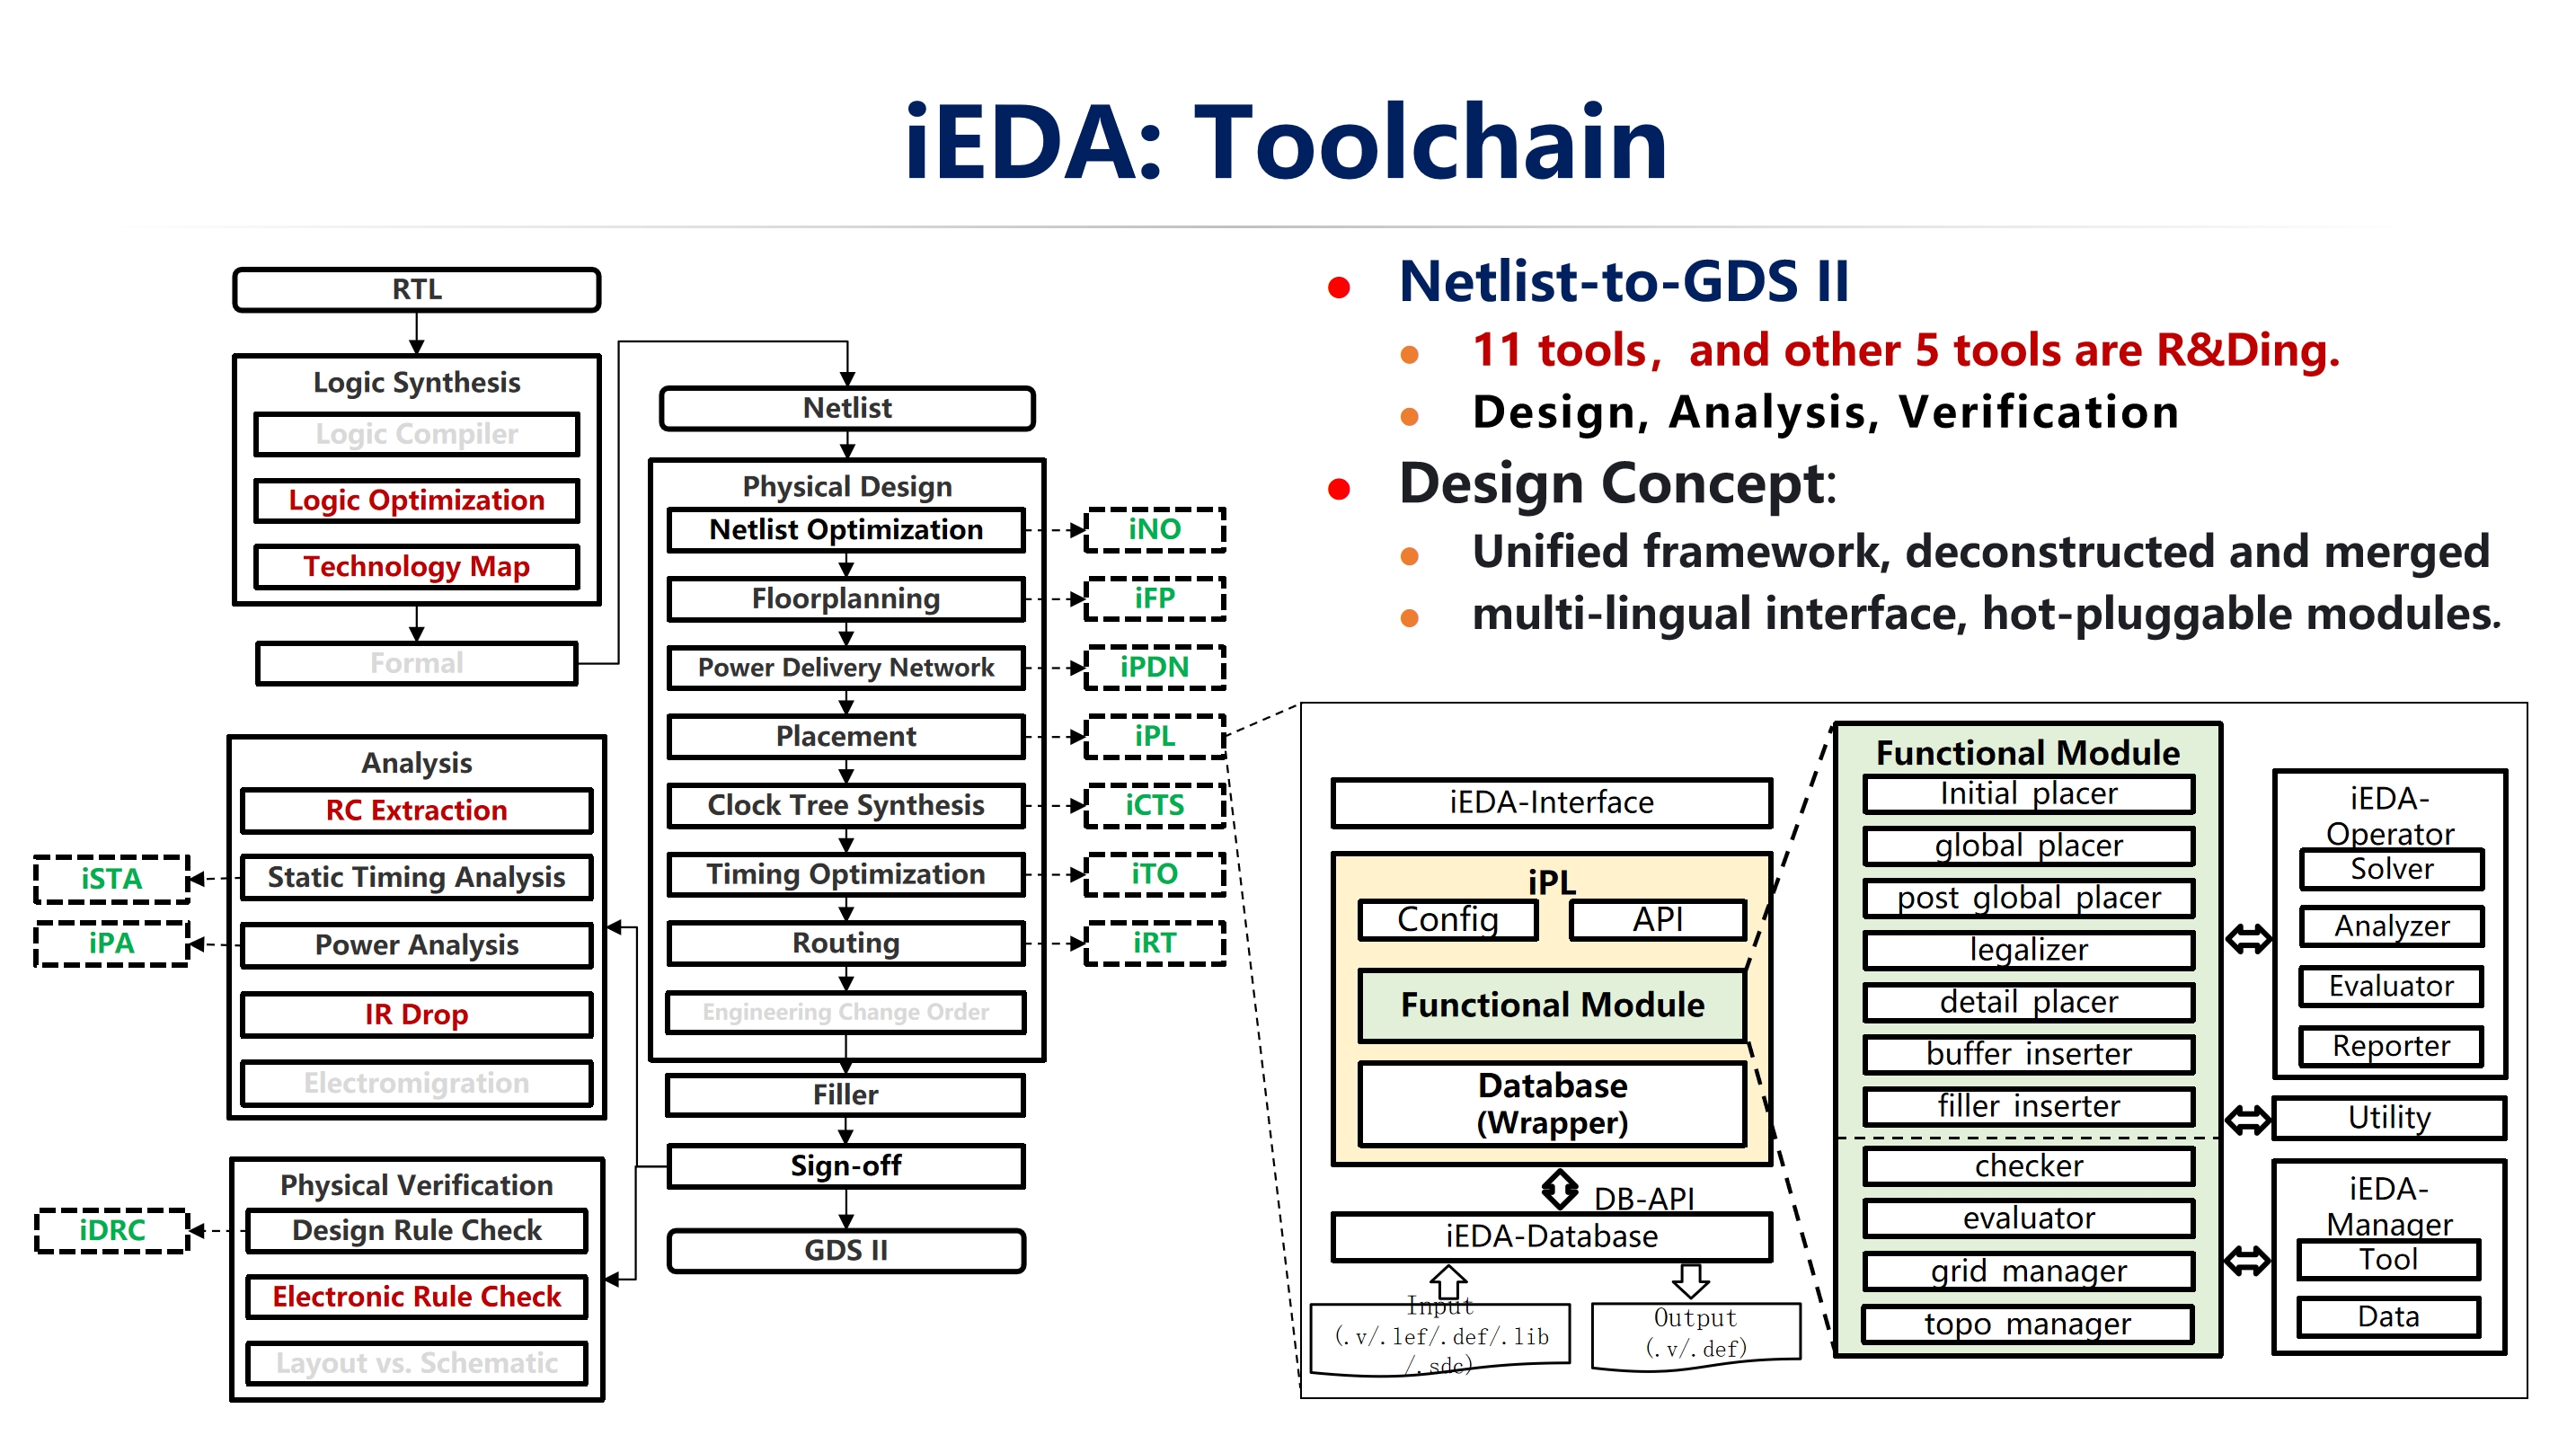 iEDA: Toolchain
RTL
Logic Synthesis
Logic Compiler
Logic Optimization
Technology Map
Formal
Analysis
RC Extraction
Static Timing Analysis
Power Analysis
IR Drop
Electromigration
iSTA
iPA
Physical Verification
Design Rule Check
Electronic Rule Check
Layout vs. Schematic
iDRC
Netlist
Physical Design
Netlist Optimization
Floorplanning
Power Delivery Network
Placement
Clock Tree Synthesis
Timing Optimization
Routing
Engineering Change Order
Filler
Sign-off
GDS II
iNO
iFP
iPDN
iPL
iCTS
iTO
iRT
Netlist-to-GDS II
11 tools, and other 5 tools are R&Ding.
Design, Analysis, Verification
Design Concept:
Unified framework, deconstructed and merged
multi-lingual interface, hot-pluggable modules.
iEDA-Interface
iPL
Config
API
Functional Module
Database
(Wrapper)
DB-API
iEDA-Database
Input
(.v/.lef/.def/.lib
/.sdc)
Output
(.v/.def)
Functional Module
Initial placer
global placer
post global placer
legalizer
detail placer
buffer inserter
filler inserter
checker
evaluator
grid manager
topo manager
iEDA-
Operator
Solver
Analyzer
Evaluator
Reporter
Utility
iEDA-
Manager
Tool
Data